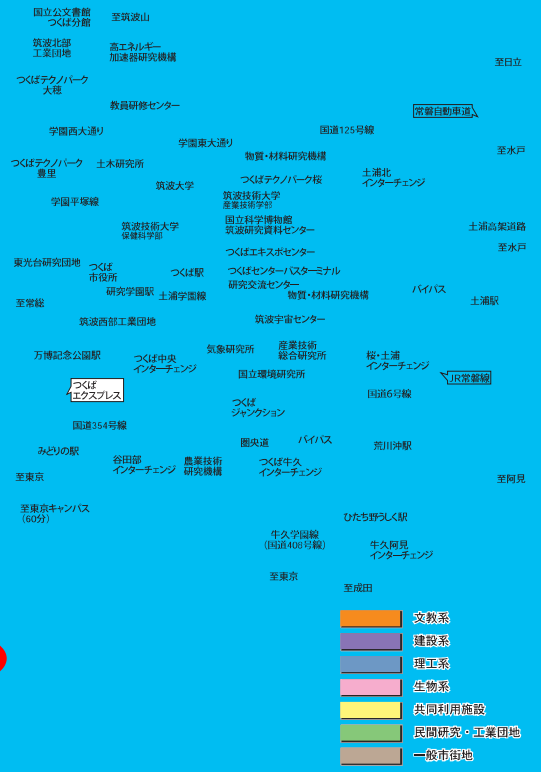 国立公文書館
つくば分館
至筑波山
筑波北部
工業団地
高エネルギー
加速器研究機構
至日立
つくばテクノパーク
大穂
教員研修センター
常磐自動車道
学園西大通り
国道125号線
学園東大通り
至水戸
物質・材料研究機構
つくばテクノパーク
豊里
土木研究所
土浦北
インターチェンジ
つくばテクノパーク桜
筑波大学
学園平塚線
筑波技術大学
産業技術学部
国立科学博物館
筑波研究資料センター
筑波技術大学
保健科学部
土浦高架道路
至水戸
つくばエキスポセンター
東光台研究団地
つくば
市役所
つくば駅
つくばセンターバスターミナル
研究交流センター
研究学園駅
土浦学園線
物質・材料研究機構
バイパス
土浦駅
至常総
筑波西部工業団地
筑波宇宙センター
気象研究所
産業技術
総合研究所
万博記念公園駅
つくば中央
インターチェンジ
桜・土浦
インターチェンジ
国立環境研究所
JR常磐線
つくば
エクスプレス
国道6号線
つくば
ジャンクション
国道354号線
圏央道
バイパス
荒川沖駅
みどりの駅
谷田部
インターチェンジ
農業技術
研究機構
つくば牛久
インターチェンジ
至東京
至阿見
至東京キャンパス
(60分)
ひたち野うしく駅
牛久学園線
(国道408号線)
牛久阿見
インターチェンジ
至東京
至成田
文教系
建設系
理工系
生物系
共同利用施設
民間研究・工業団地
一般市街地